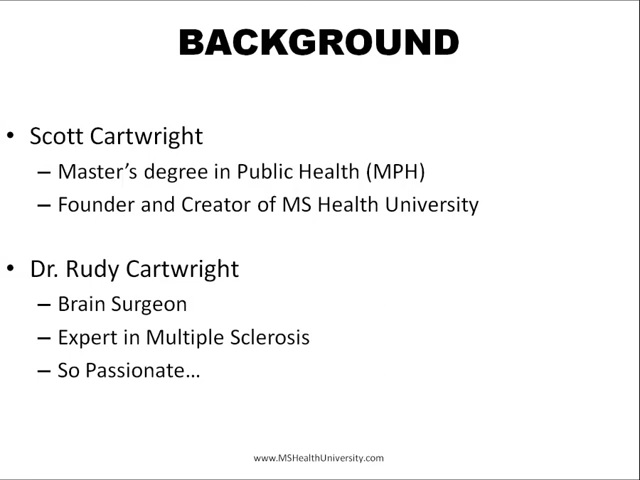 BACKGROUND
• Scott Cartwright
– Master's degree in Public Health (MPH)
– Founder and Creator of MS Health University
• Dr. Rudy Cartwright
– Brain Surgeon
– Expert in Multiple Sclerosis
– So Passionate…
www.MSHealthUniversity.com